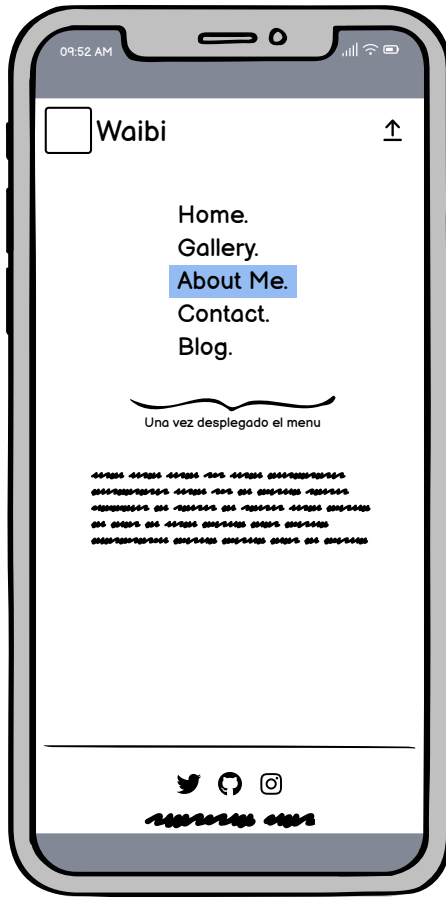 09:52 AM
Waibi
Home.
Gallery.
About Me.
Contact.
Blog.
Una vez desplegado el menu